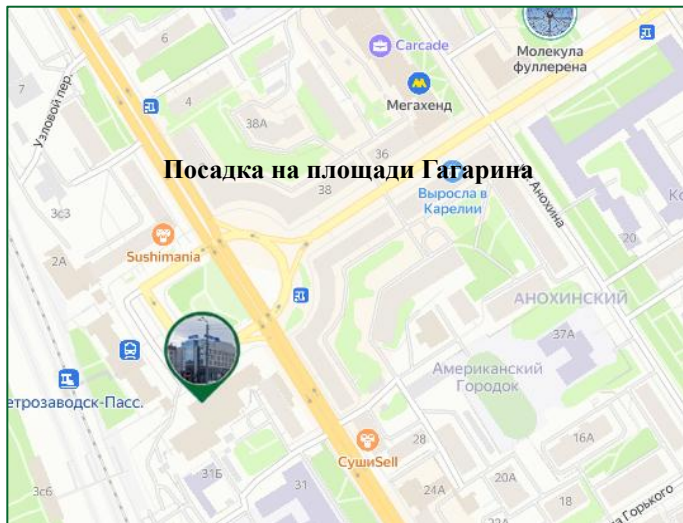 6
Carcade
Молекула
фуллерена
7
Узловой пер.
4
Мегахенд
38А
36
Посадка на площади Гагарина
38
Выросла в
Карелии
Анохина
3с3
20
Sushimania
2А
АНОХИНСКИЙ
37А
Американский
Городок
етрозаводск-Пасс.
28
16А
СушиSell
31Б
20А
31
3с6
24А
18
22А
Горького